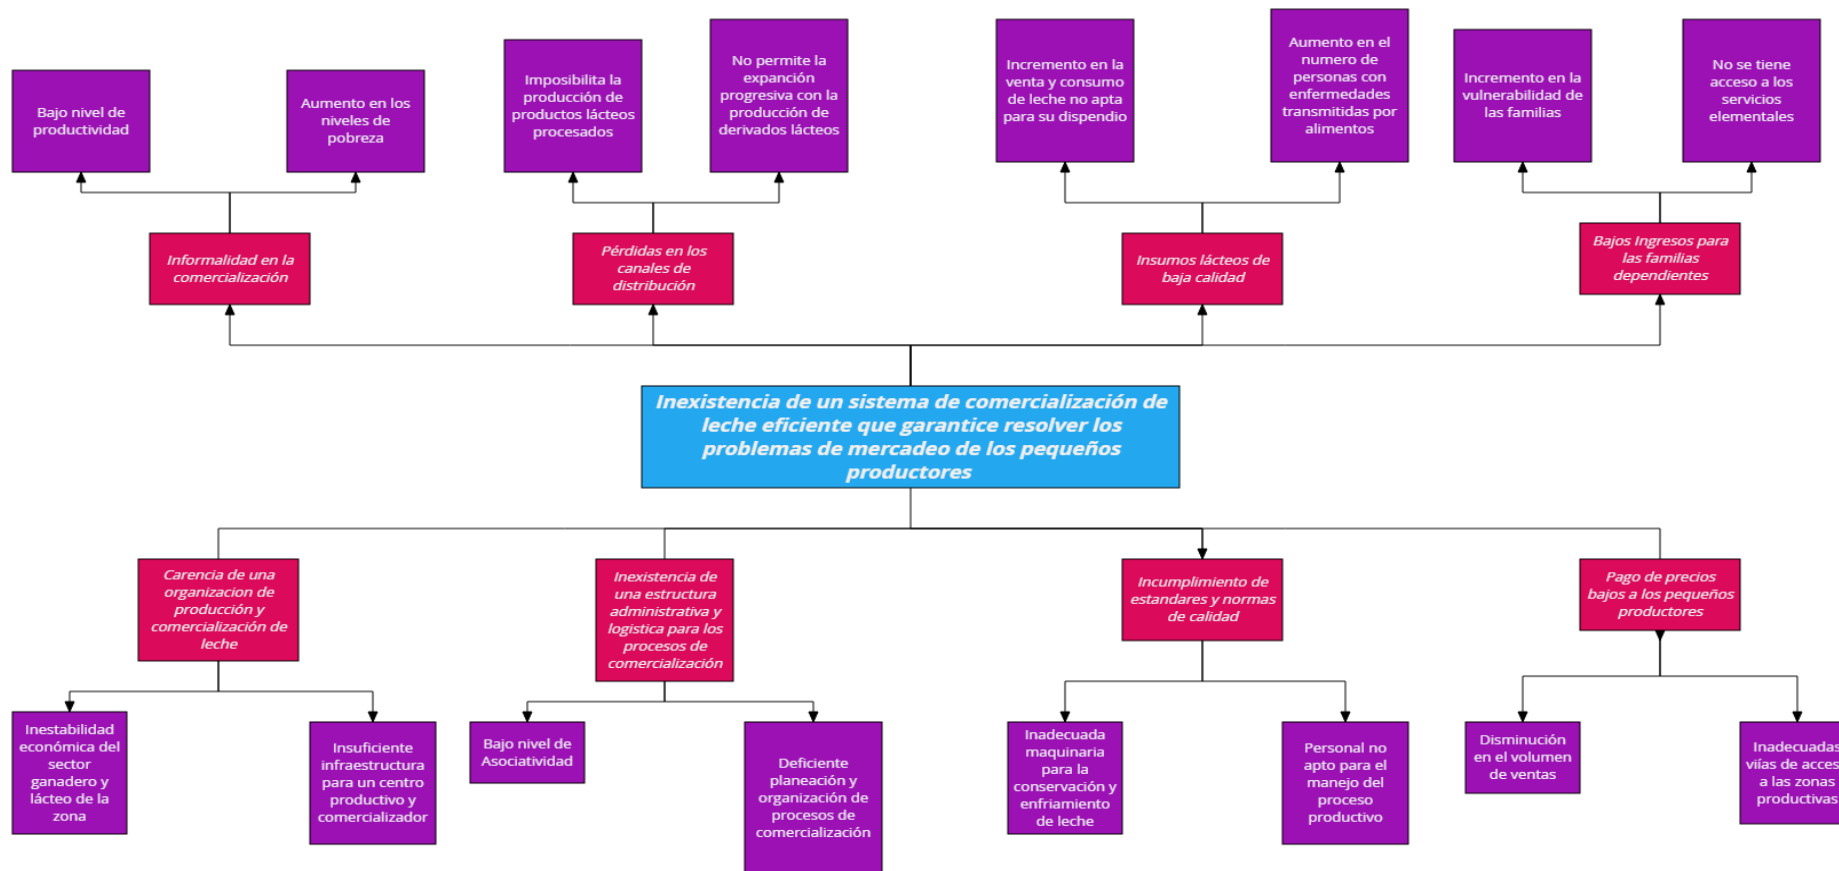 Bajo nivel de
productividad
Aumento en los
niveles de
pobreza
Imposibilita la
producción de
productos lácteos
procesados
No permite la
expanción
progresiva con la
producción de
derivados lácteos
Incremento en la
venta y consumo
de leche no apta
para su dispendio
Aumento en el
numero de
personas con
enfermedades
transmitidas por
alimentos
Incremento en la
vulnerabilidad de
las familias
No se tiene
acceso a los
servicios
elementales
Informalidad en la
comercialización
Pérdidas en los
canales de
distribución
Insumos lácteos de
baja calidad
Bajos Ingresos para
las familias
dependientes
Inexistencia de un sistema de comercialización de
leche eficiente que garantice resolver los
problemas de mercadeo de los pequeños
productores
Carencia de una
organizacion de
producción y
comercialización de
leche
Inexistencia de
una estructura
administrativa y
logistica para los
procesos de
comercialización
Incumplimiento de
estandares y normas
de calidad
Pago de precios
bajos a los pequeños
productores
Inestabilidad
económica del
sector
ganadero y
lácteo de la
zona
Insuficiente
infraestructura
para un centro
productivo y
comercializador
Bajo nivel de
Asociatividad
Deficiente
planeación y
organización de
procesos de
comercialización
Inadecuada
maquinaria
para la
conservación y
enfriamiento
de leche
Personal no
apto para el
manejo del
proceso
productivo
Disminución
en el volumen
de ventas
Inadecuadas
viías de acces
a las zonas
productivas